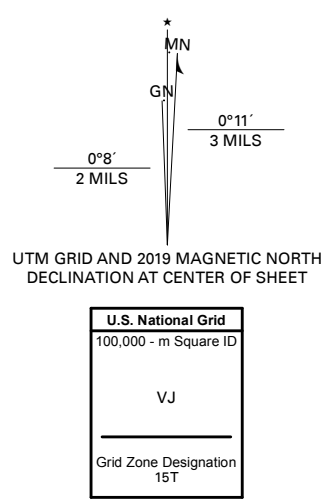 ★
MN
GN
0°11´
3 MILS
0°8´
2 MILS
UTM GRID AND 2019 MAGNETIC NORTH
DECLINATION AT CENTER OF SHEET
U.S. National Grid
100,000 - m Square ID
VJ
Grid Zone Designation
15T